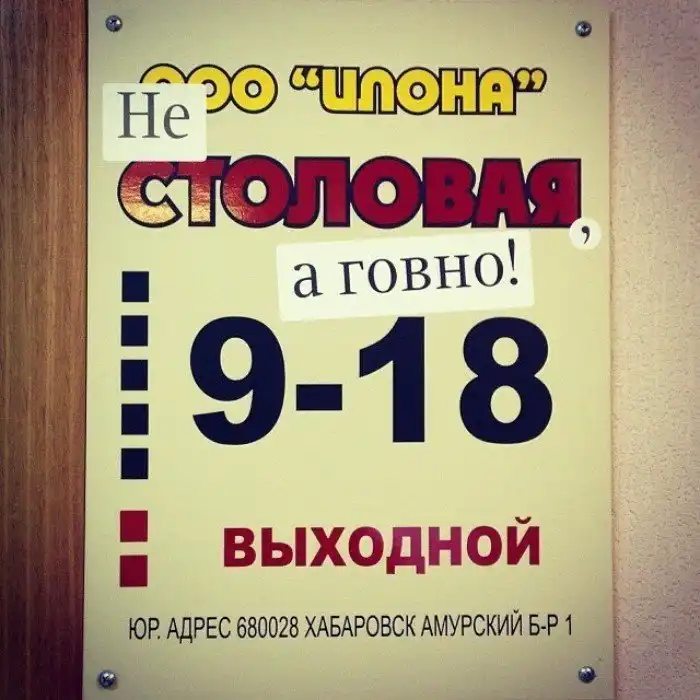 ООО "ИЛОНА"
Не
СТОЛОВАЯ,
а говно!
9-18
ВЫХОДНОЙ
ЮР. АДРЕС 680028 ХАБАРОВСК АМУРСКИЙ Б-Р 1